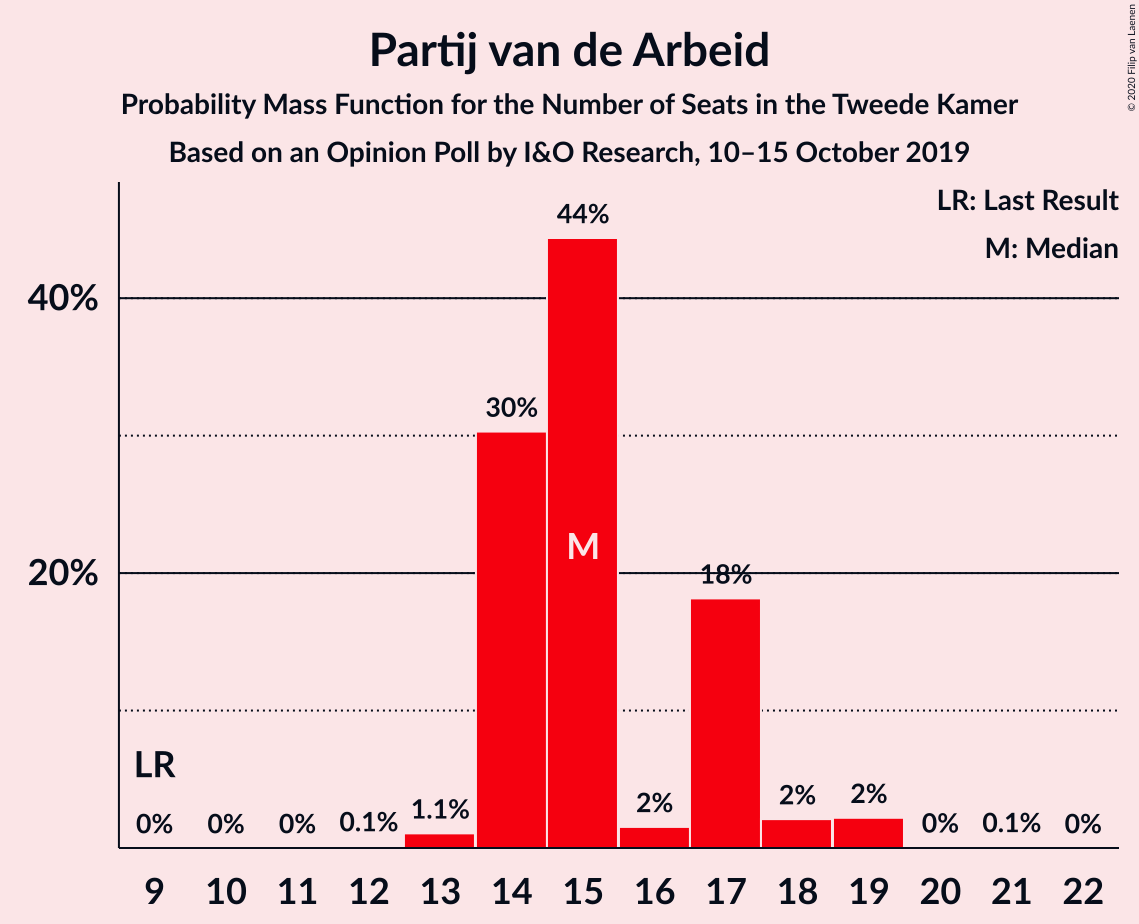 Partij van de Arbeid
Probability Mass Function for the Number of Seats in the Tweede Kamer
Based on an Opinion Poll by I&O Research, 10–15 October 2019
© 2020 Filip van Laenen
LR: Last Result
M: Median
44%
40%
30%
M
20%
18%
LR
0% 0% 0% 0.1% 1.1% 2% 2% 2% 0% 0.1% 0%
9 10 11 12 13 14 15 16 17 18 19 20 21 22